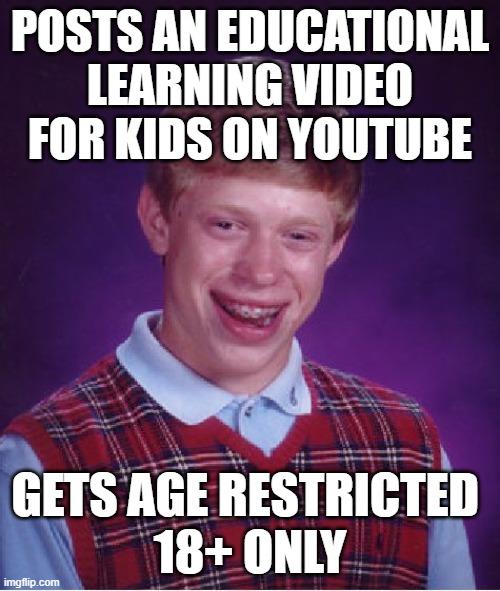 POSTS AN EDUCATIONAL
LEARNING VIDEO
FOR KIDS ON YOUTUBE
GETS AGE RESTRICTED
18+ ONLY
imgflip.com